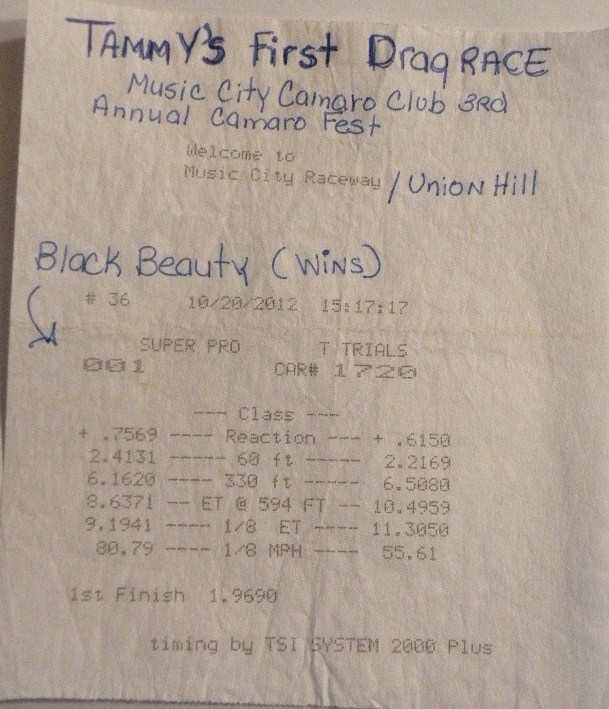 TAMMY'S First Drag RACE
Music City Camaro Club 3RD
Annual Camaro Fest
Welcome to
Music City Raceway / UNION Hill
Black Beauty (WINS)
# 36 10/20/2012 15:17:17
SUPER PRO T TRIALS
001 CAR# 1720
--- Class ---
+ .7569 ---- Reaction --- + .6150
2.4131 ----- 60 ft ----- 2.2169
6.1620 ---- 330 ft ----- 6.5080
8.6371 -- ET @ 594 FT -- 10.4959
9.1941 ---- 1/8 ET ---- 11.3050
80.79 ---- 1/8 MPH ---- 55.61
1st Finish 1.9690
timing by TSI SYSTEM 2000 Plus